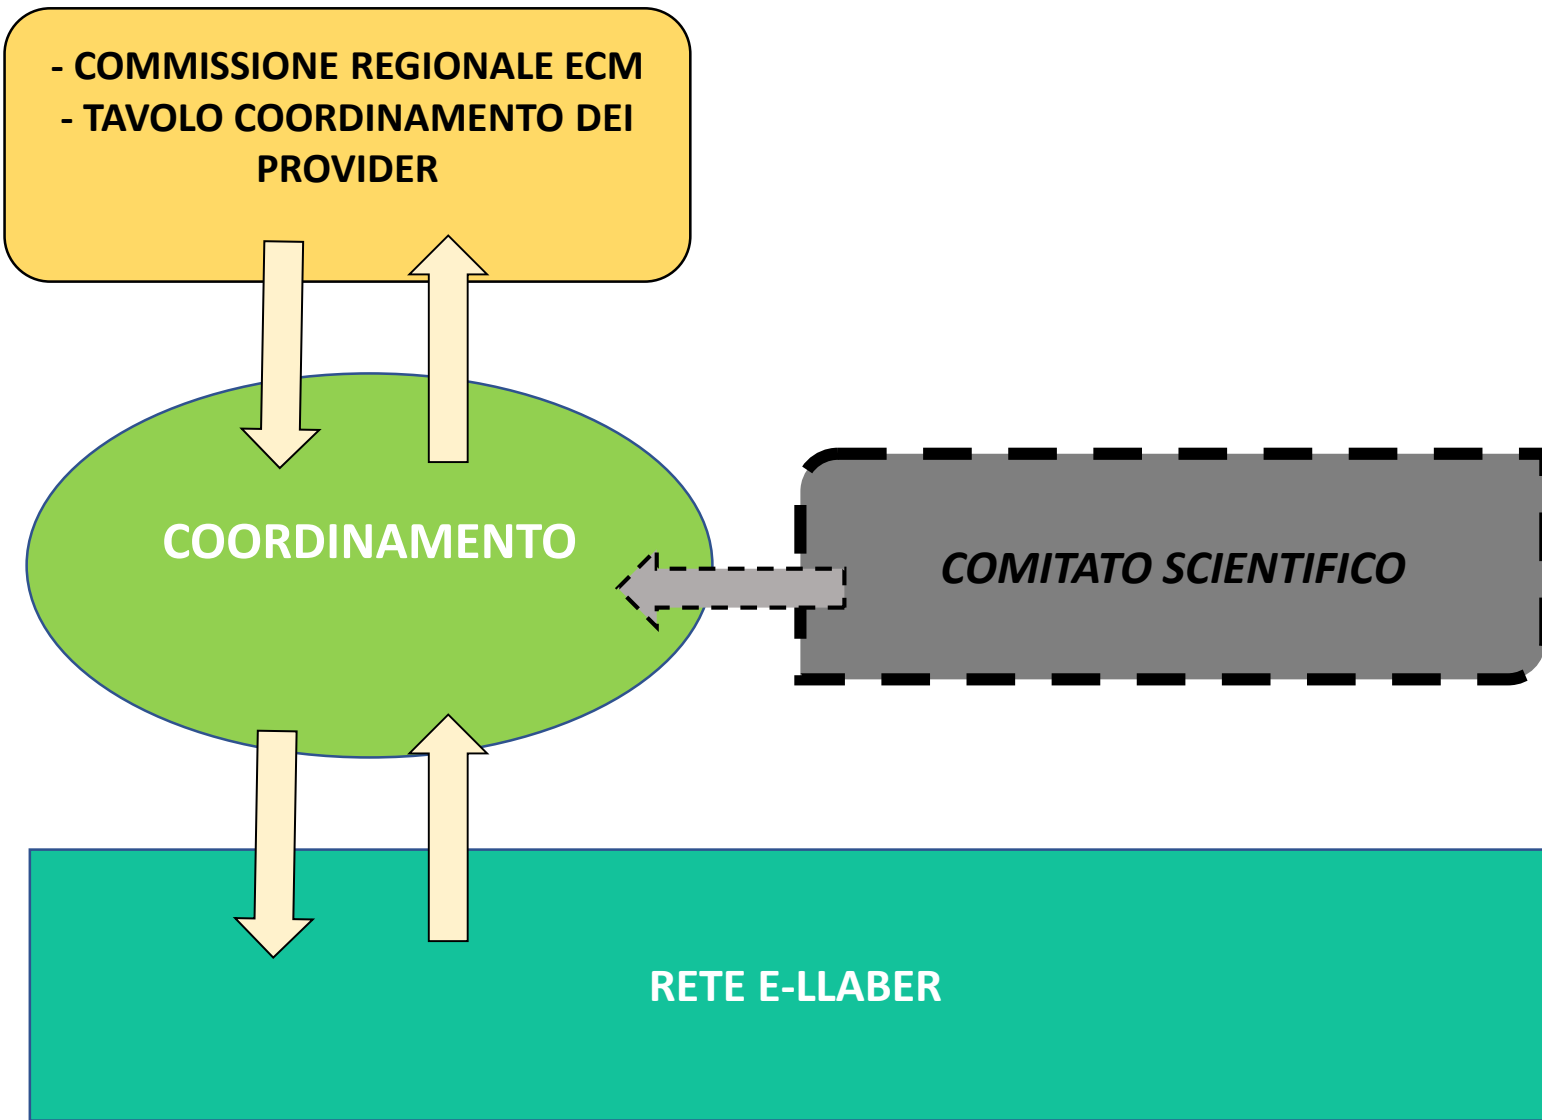 - COMMISSIONE REGIONALE ECM
- TAVOLO COORDINAMENTO DEI
PROVIDER
COORDINAMENTO
COMITATO SCIENTIFICO
RETE E-LLABER